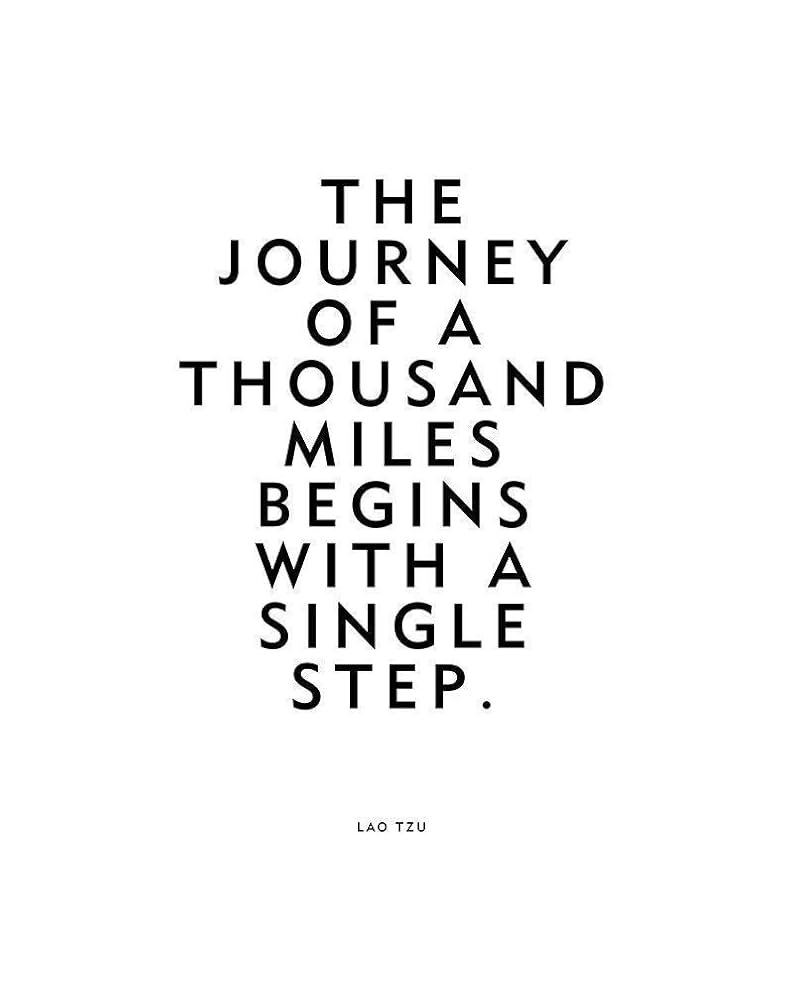 THE
JOURNEY
OF A
THOUSAND
MILES
BEGINS
WITH A
SINGLE
STEP.
LAO TZU